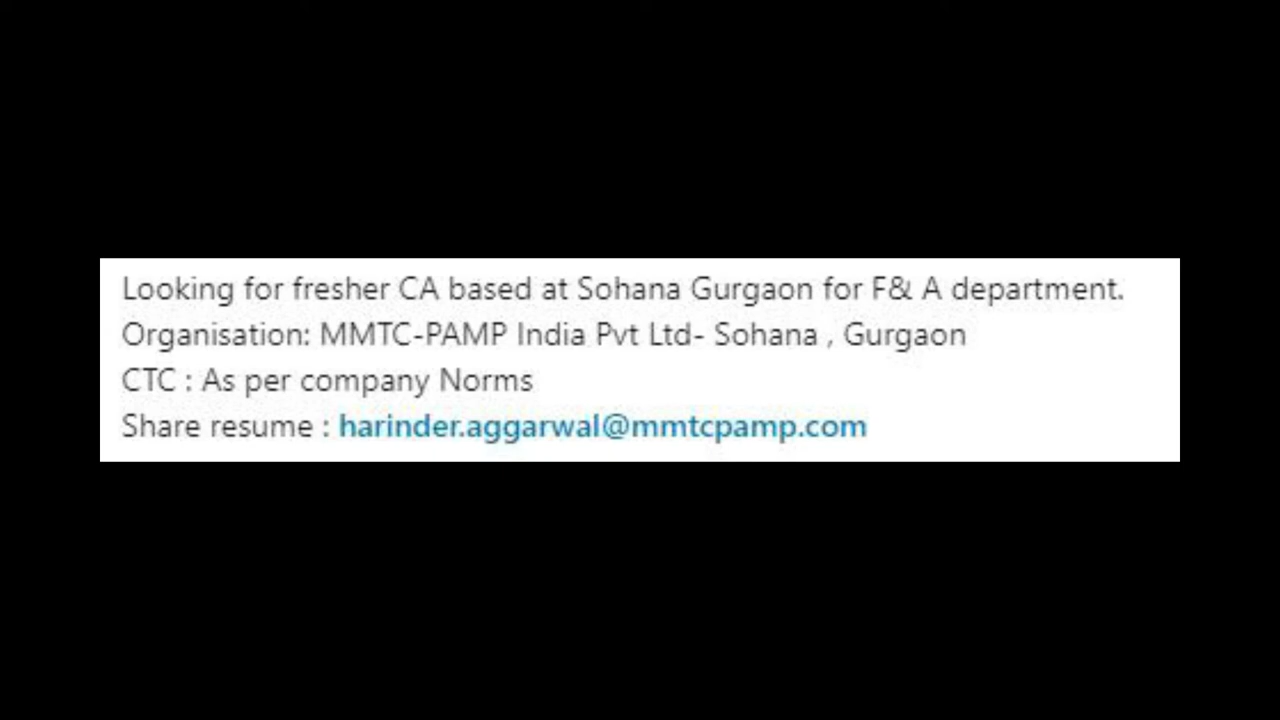 Looking for fresher CA based at Sohana Gurgaon for F& A department.
Organisation: MMTC-PAMP India Pvt Ltd- Sohana , Gurgaon
CTC : As per company Norms
Share resume : harinder.aggarwal@mmtcpamp.com